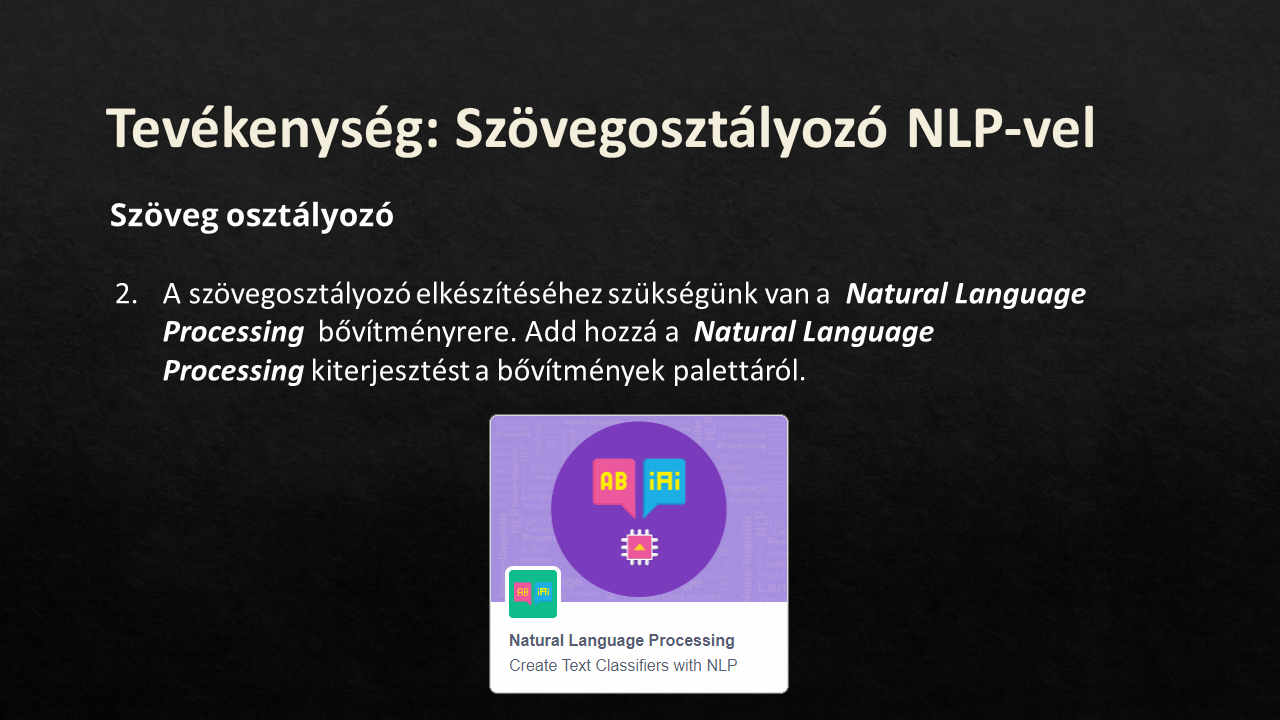 Tevékenység: Szövegosztályozó NLP-vel
Szöveg osztályozó
2. A szövegosztályozó elkészítéséhez szükségünk van a Natural Language
Processing bővítményrere. Add hozzá a Natural Language
Processing kiterjesztést a bővítmények palettáról.
AB iAi
AB iAi
Natural Language Processing
Create Text Classifiers with NLP